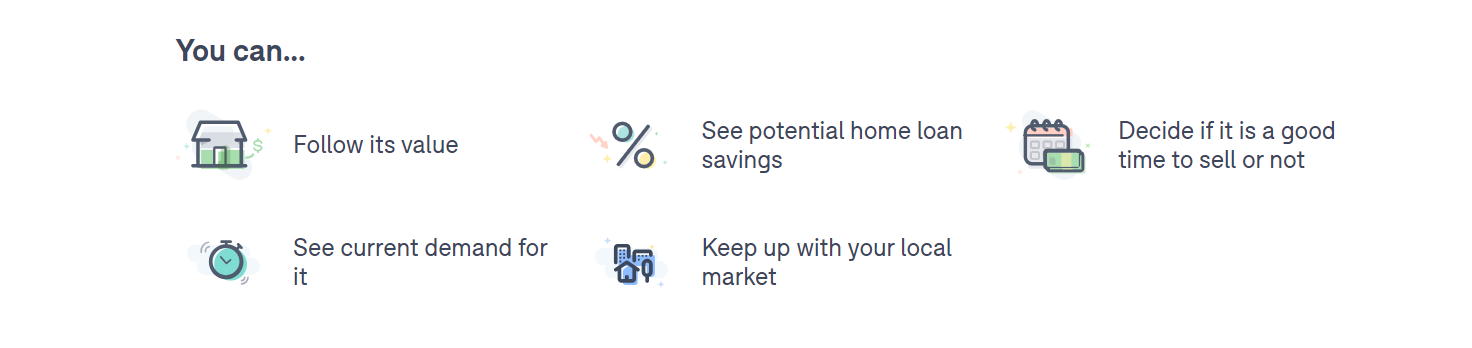 You can...
Follow its value
See potential home loan
savings
Decide if it is a good
time to sell or not
See current demand for
it
Keep up with your local
market